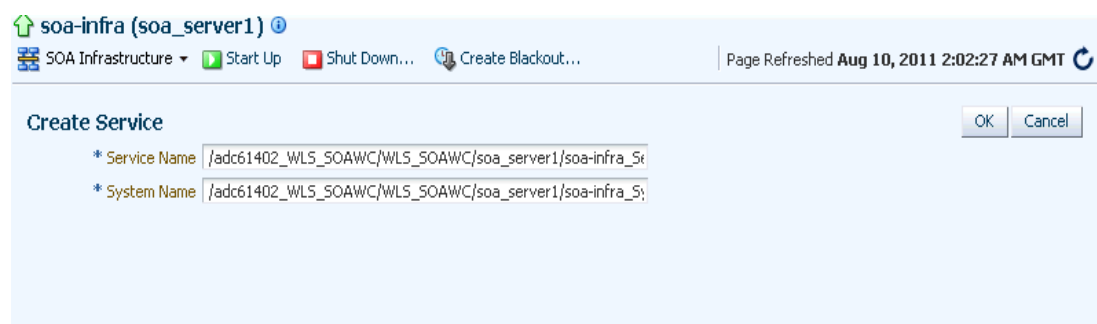 soa-infra (soa_server1)
SOA Infrastructure Start Up Shut Down... Create Blackout... Page Refreshed Aug 10, 2011 2:02:27 AM GMT
Create Service OK Cancel
* Service Name /adc61402_WLS_SOAWC/WLS_SOAWC/soa_server1/soa-infra_Se
* System Name /adc61402_WLS_SOAWC/WLS_SOAWC/soa_server1/soa-infra_Sy